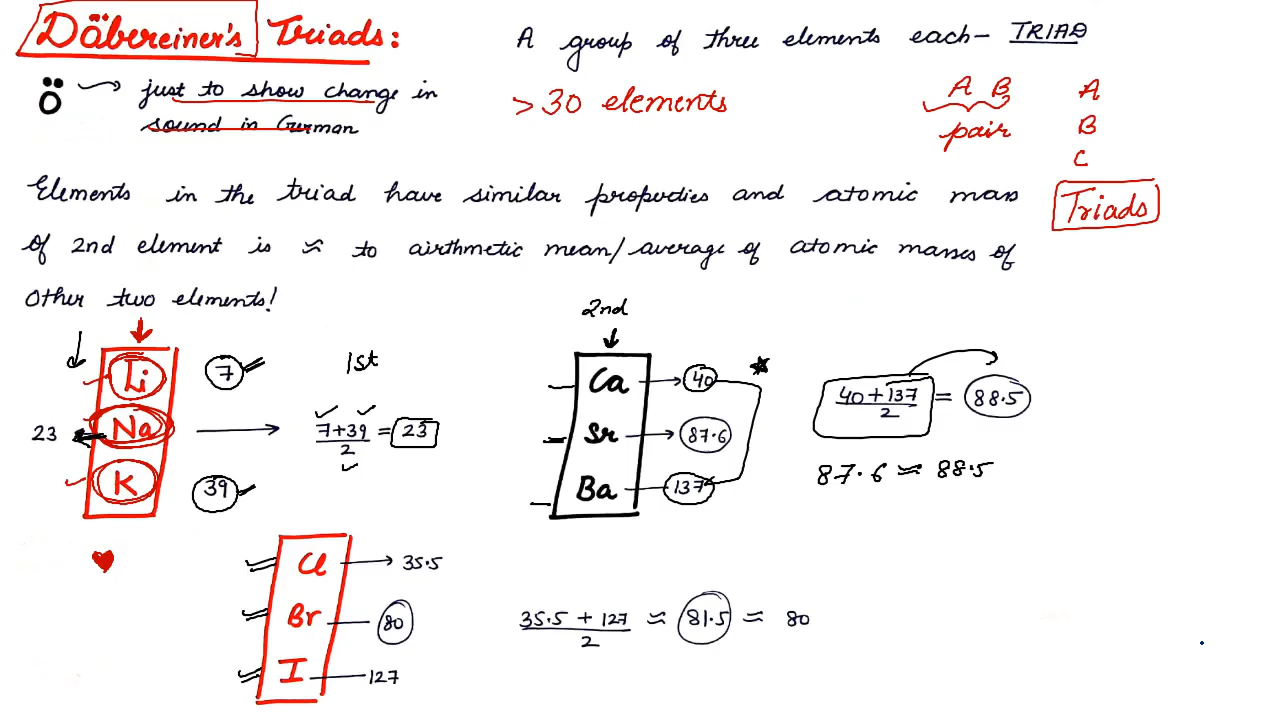 Döbereiner's Triads:
A group of three elements each- TRIAD
Ö just to show change in
sound in German
>30 elements
A B
pair
A
B
C
Triads
Elements in the triad have similar properties and atomic mass
of 2nd element is ≈ to airthmetic mean/average of atomic masses of
Other two elements!
Li 7
23 Na
K 39
1st
7+39/2 = 23
2nd
Ca 40
Sr 87.6
Ba 137
40+137/2 = 88.5
87.6 ≈ 88.5
Cl 35.5
Br 80
I 127
35.5 + 127/2 ≈ 81.5 ≈ 80